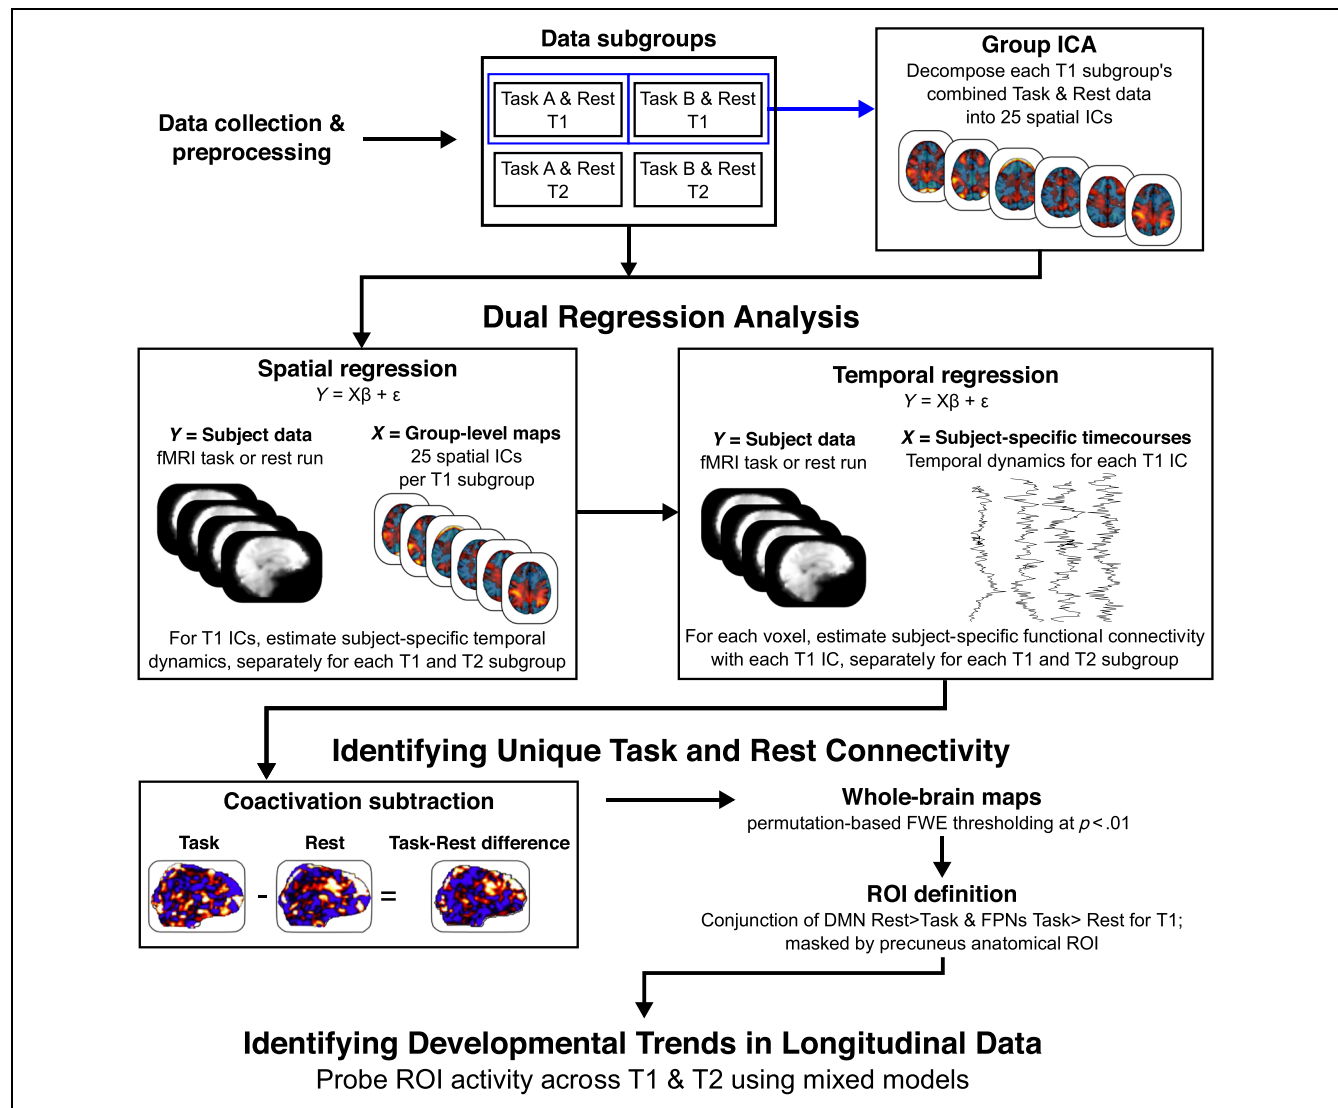 Data collection &
preprocessing
Data subgroups
Task A & Rest
T1
Task B & Rest
T1
Task A & Rest
T2
Task B & Rest
T2
Group ICA
Decompose each T1 subgroup's
combined Task & Rest data
into 25 spatial ICs
Dual Regression Analysis
Spatial regression
Y = Xβ + ε
Y = Subject data
fMRI task or rest run
X = Group-level maps
25 spatial ICs
per T1 subgroup
For T1 ICs, estimate subject-specific temporal
dynamics, separately for each T1 and T2 subgroup
Temporal regression
Y = Xβ + ε
Y = Subject data
fMRI task or rest run
X = Subject-specific timecourses
Temporal dynamics for each T1 IC
For each voxel, estimate subject-specific functional connectivity
with each T1 IC, separately for each T1 and T2 subgroup
Identifying Unique Task and Rest Connectivity
Coactivation subtraction
Task
Rest
Task-Rest difference
- =
Whole-brain maps
permutation-based FWE thresholding at p<.01
ROI definition
Conjunction of DMN Rest>Task & FPNs Task> Rest for T1;
masked by precuneus anatomical ROI
Identifying Developmental Trends in Longitudinal Data
Probe ROI activity across T1 & T2 using mixed models